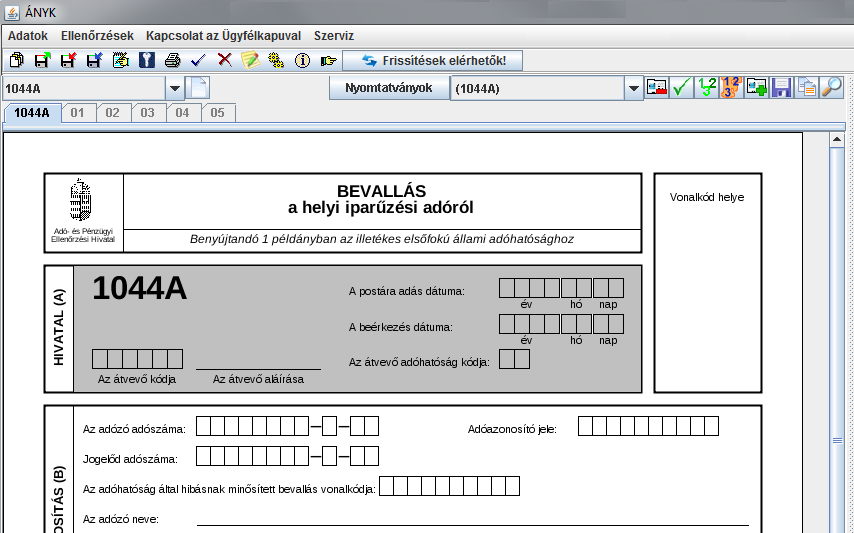 ÁNYK
Adatok Ellenőrzések Kapcsolat az Ügyfélkapuval Szerviz
Frissítések elérhetők!
1044A Nyomtatványok (1044A)
1044A 01 02 03 04 05
Adó- és Pénzügyi
Ellenőrzési Hivatal
BEVALLÁS
a helyi iparűzési adóról
Benyújtandó 1 példányban az illetékes elsőfokú állami adóhatósághoz
Vonalkód helye
HIVATAL (A)
1044A
A postára adás dátuma:
év hó nap
A beérkezés dátuma:
év hó nap
Az átvevő adóhatóság kódja:
Az átvevő kódja Az átvevő aláírása
OSÍTÁS (B)
Az adózó adószáma: Adóazonosító jele:
Jogelőd adószáma:
Az adóhatóság által hibásnak minősített bevallás vonalkódja:
Az adózó neve: